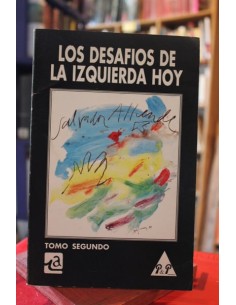 LOS DESAFIOS DE
LA IZQUIERDA HOY
Salvador Allende
TOMO SEGUNDO
a
P&P